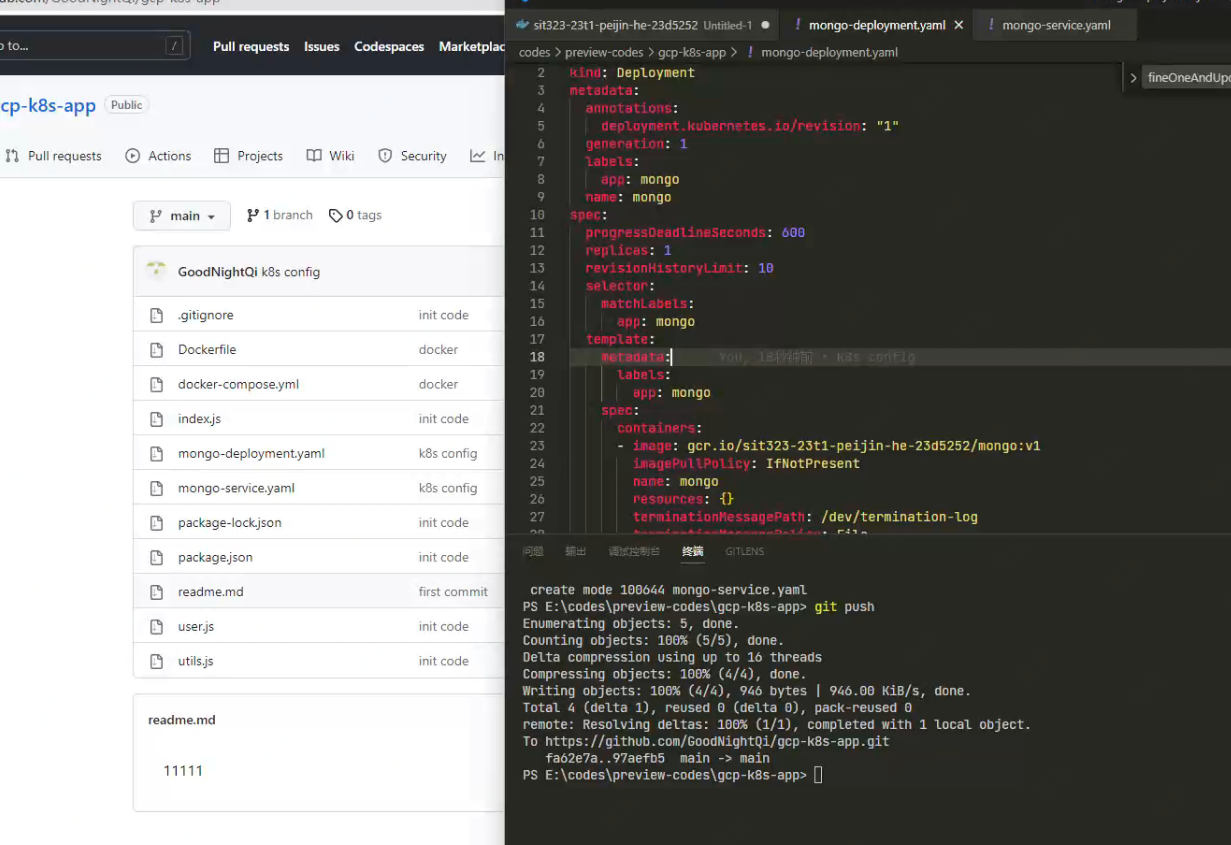 ub.com/GoodNightQi/gcp-k8s-app
p to... /
Pull requests Issues Codespaces Marketplac
cp-k8s-app Public
Pull requests Actions Projects Wiki Security In
main 1 branch 0 tags
GoodNightQi k8s config
.gitignore init code
Dockerfile docker
docker-compose.yml docker
index.js init code
mongo-deployment.yaml k8s config
mongo-service.yaml k8s config
package-lock.json init code
package.json init code
readme.md first commit
user.js init code
utils.js init code
readme.md
11111
sit323-23t1-peijin-he-23d5252 Untitled-1 ● ! mongo-deployment.yaml × ! mongo-service.yaml
codes > preview-codes > gcp-k8s-app > ! mongo-deployment.yaml
> fineOneAndUpd
2 kind: Deployment
3 metadata:
4 annotations:
5 deployment.kubernetes.io/revision: "1"
6 generation: 1
7 labels:
8 app: mongo
9 name: mongo
10 spec:
11 progressDeadlineSeconds: 600
12 replicas: 1
13 revisionHistoryLimit: 10
14 selector:
15 matchLabels:
16 app: mongo
17 template:
18 metadata: You, 18秒钟前 • k8s config
19 labels:
20 app: mongo
21 spec:
22 containers:
23 - image: gcr.io/sit323-23t1-peijin-he-23d5252/mongo:v1
24 imagePullPolicy: IfNotPresent
25 name: mongo
26 resources: {}
27 terminationMessagePath: /dev/termination-log
28 terminationMessagePolicy: File
问题 输出 调试控制台 终端 GITLENS
create mode 100644 mongo-service.yaml
PS E:\codes\preview-codes\gcp-k8s-app> git push
Enumerating objects: 5, done.
Counting objects: 100% (5/5), done.
Delta compression using up to 16 threads
Compressing objects: 100% (4/4), done.
Writing objects: 100% (4/4), 946 bytes | 946.00 KiB/s, done.
Total 4 (delta 1), reused 0 (delta 0), pack-reused 0
remote: Resolving deltas: 100% (1/1), completed with 1 local object.
To https://github.com/GoodNightQi/gcp-k8s-app.git
fa62e7a..97aefb5 main -> main
PS E:\codes\preview-codes\gcp-k8s-app>